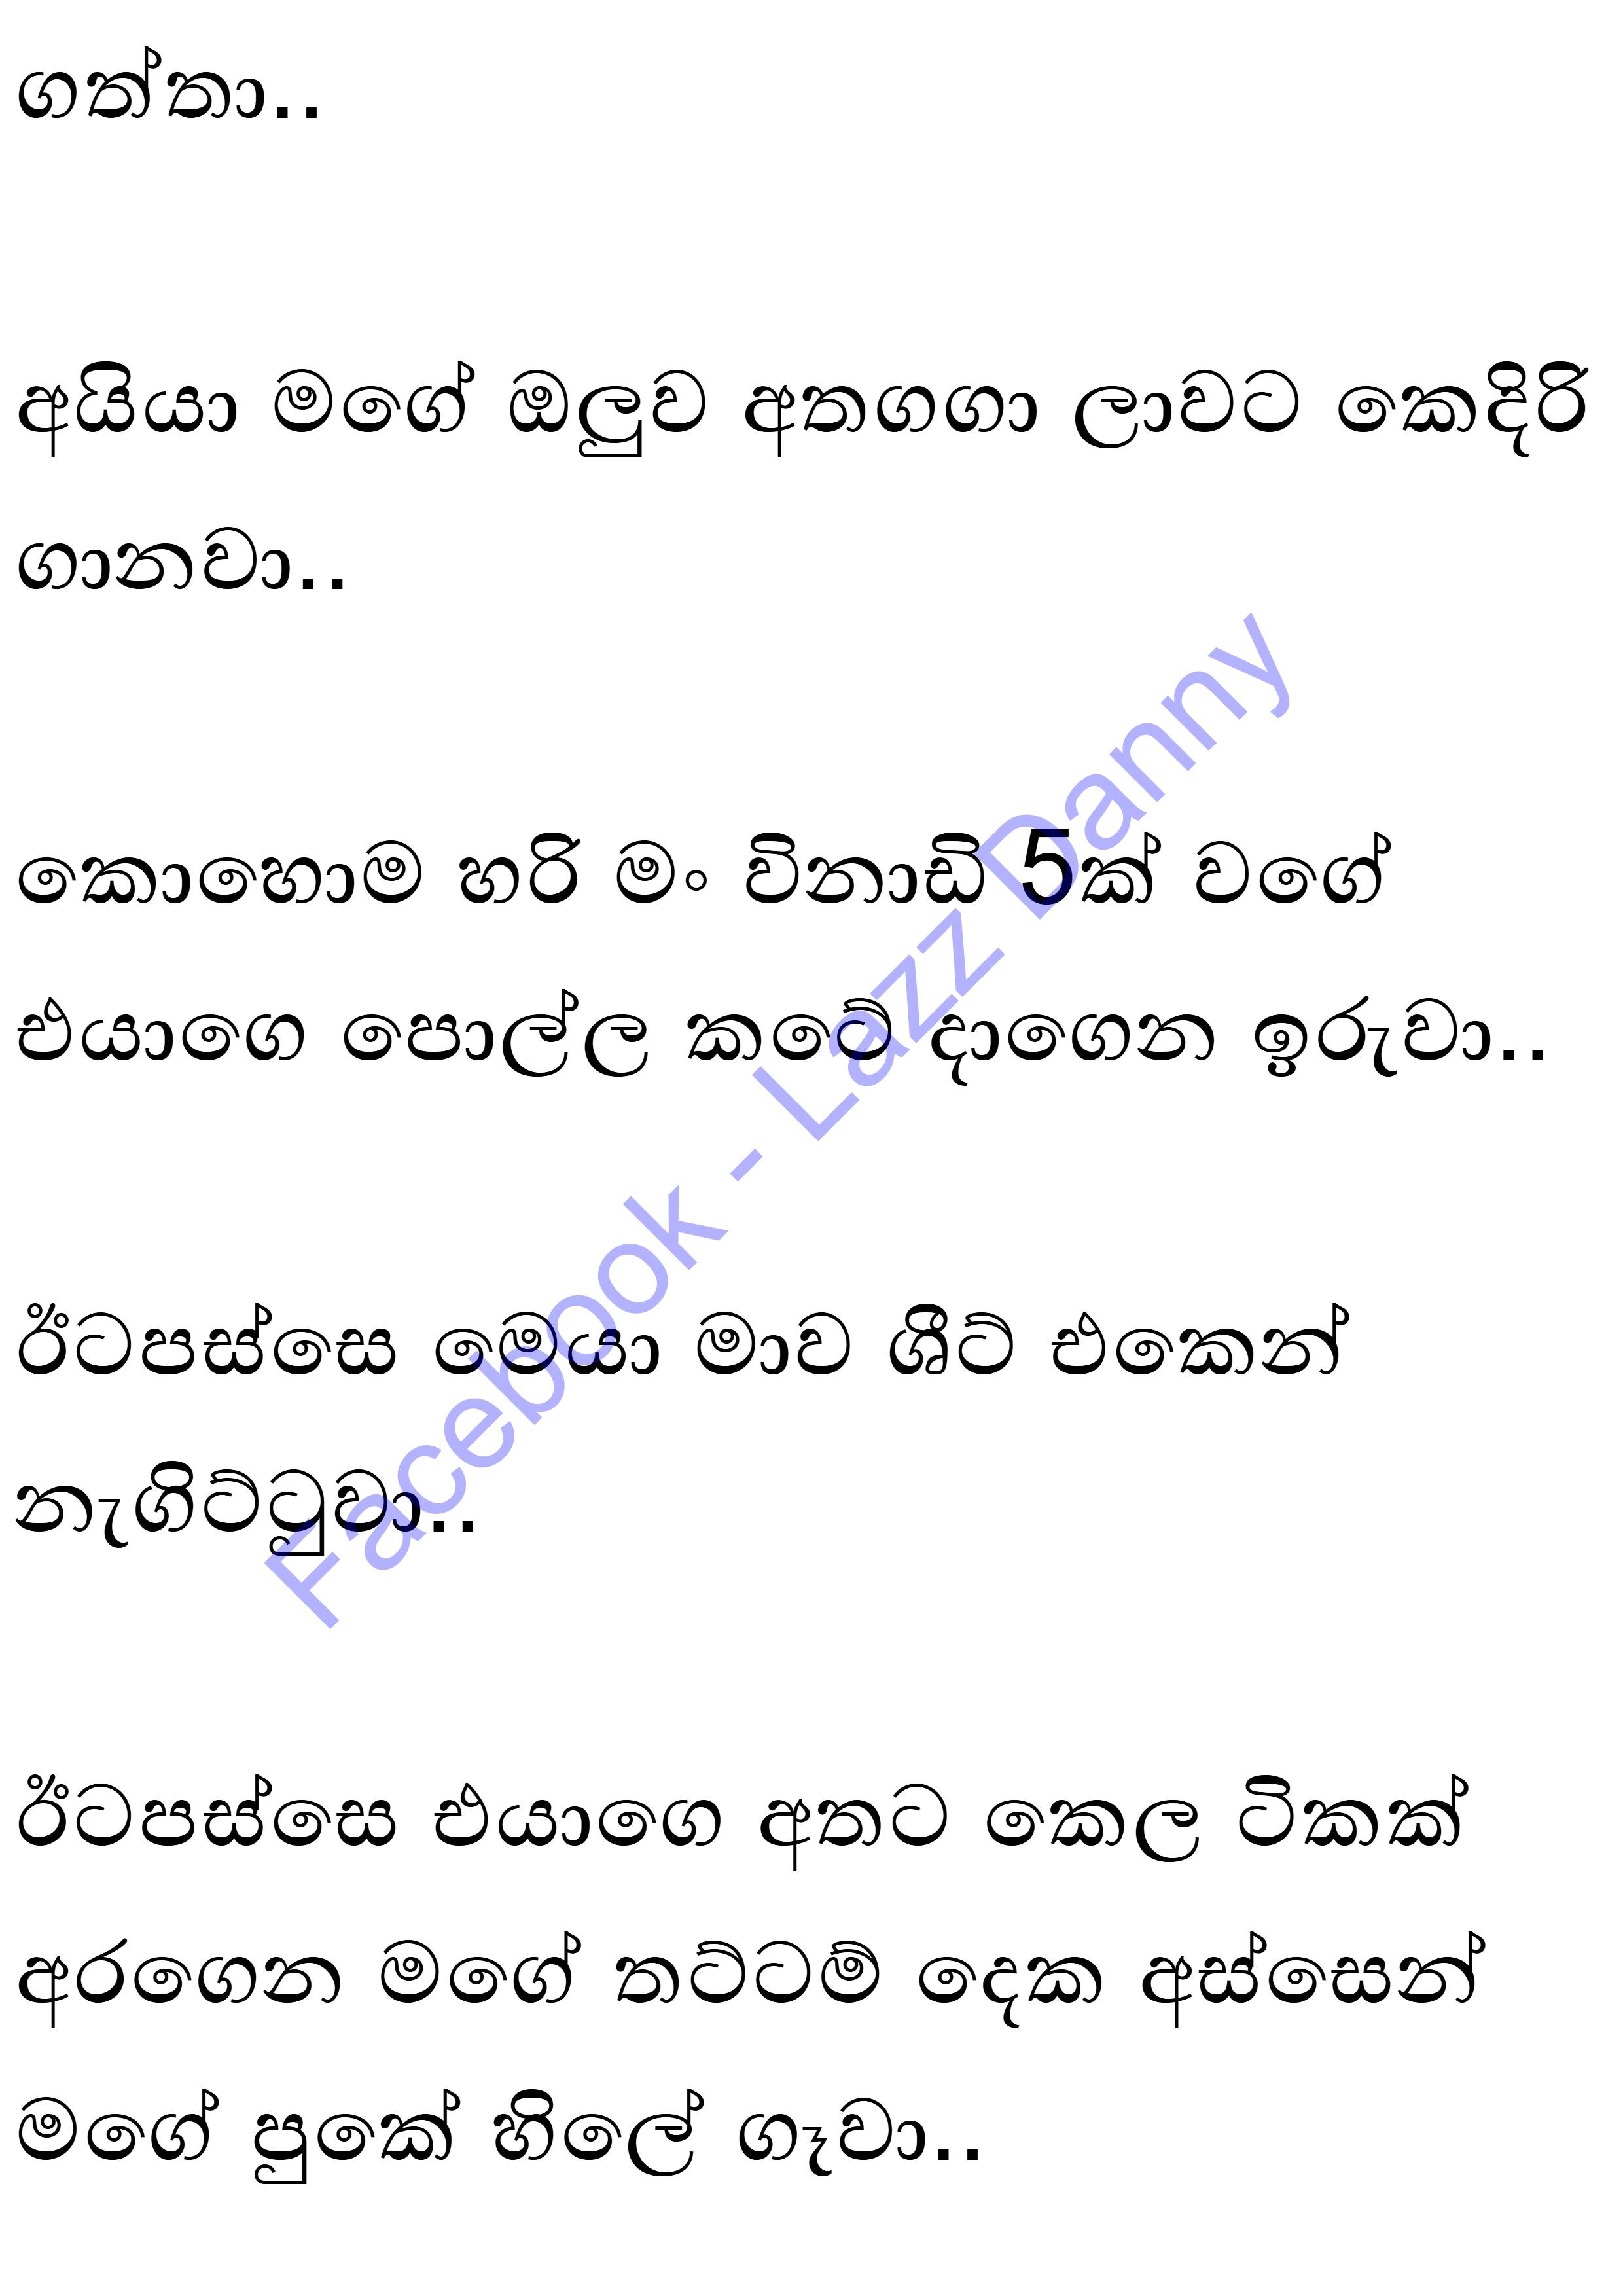 ගත්තා..
අයියා මගේ ඔලුව අතගගා ලාවට කෙදිරි
ගානවා..
කොහොම හරි මං විනාඩි 5ක් වගේ
එයාගෙ පොල්ල කටේ දාගෙන ඉරුවා..
ඊටපස්සෙ මෙයා මාව ශීට් එකෙන්
නැගිට්ටුවා..
ඊටපස්සෙ එයාගෙ අතට කෙල ටිකක්
අරගෙන මගේ තට්ටම් දෙක අස්සෙන්
මගේ පුකේ හිලේ ගෑවා..
Facebook - Lazz Danny